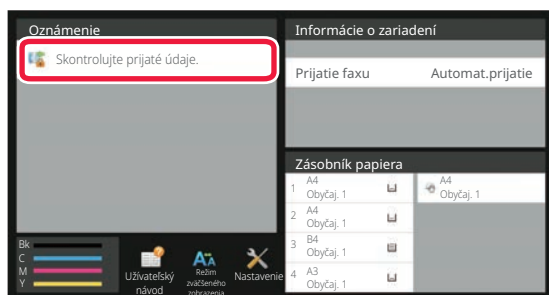 Oznámenie
Skontrolujte prijaté údaje.
Informácie o zariadení
Prijatie faxu Automat.prijatie
Zásobník papiera
1 A4
Obyčaj. 1
A4
Obyčaj. 1
2 A4
Obyčaj. 1
3 B4
Obyčaj. 1
4 A3
Obyčaj. 1
Bk
C
M
Y
Užívateľský
návod
Režim
zväčšeného
zobrazenia
Nastavenie